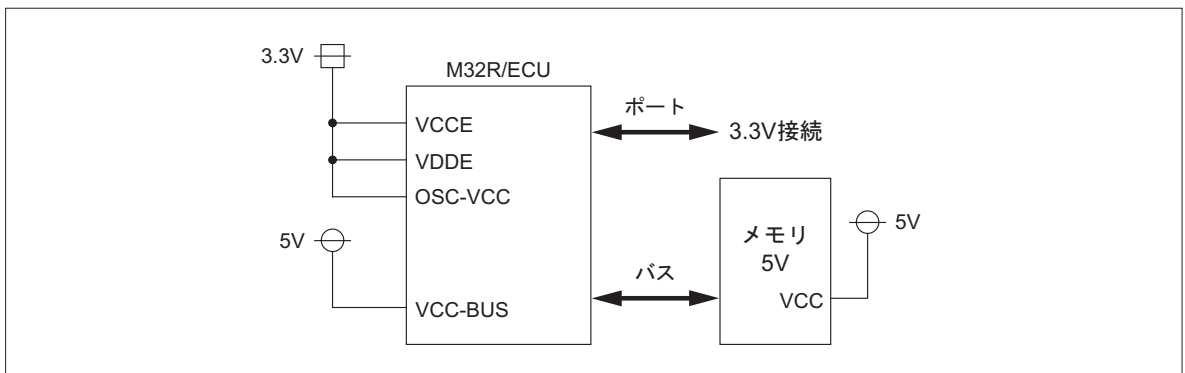 3.3V
M32R/ECU
VCCE
VDDE
OSC-VCC
5V
VCC-BUS
ポート
3.3V接続
バス
メモリ
5V
VCC
5V